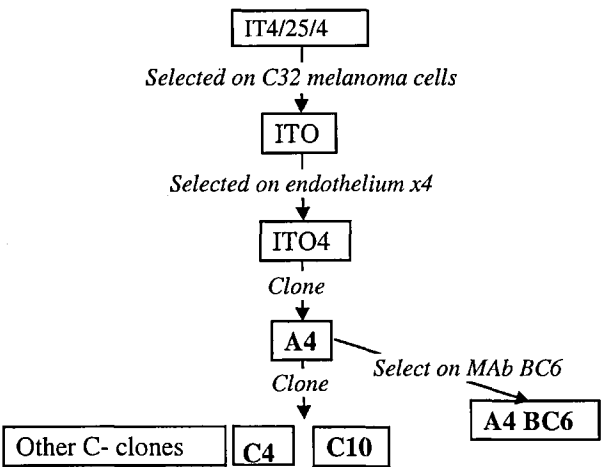 IT4/25/4
Selected on C32 melanoma cells
ITO
Selected on endothelium x4
ITO4
Clone
A4
Select on MAb BC6
Clone
A4 BC6
Other C- clones
C4
C10